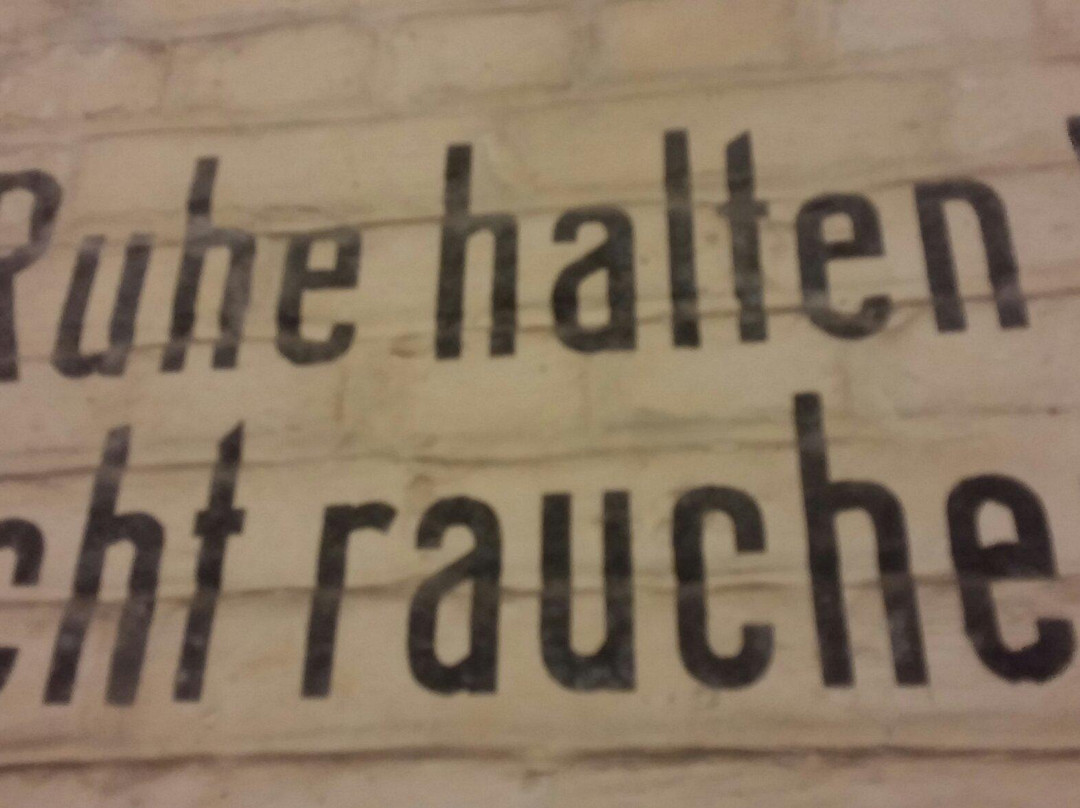 Ruhe halten
cht rauche